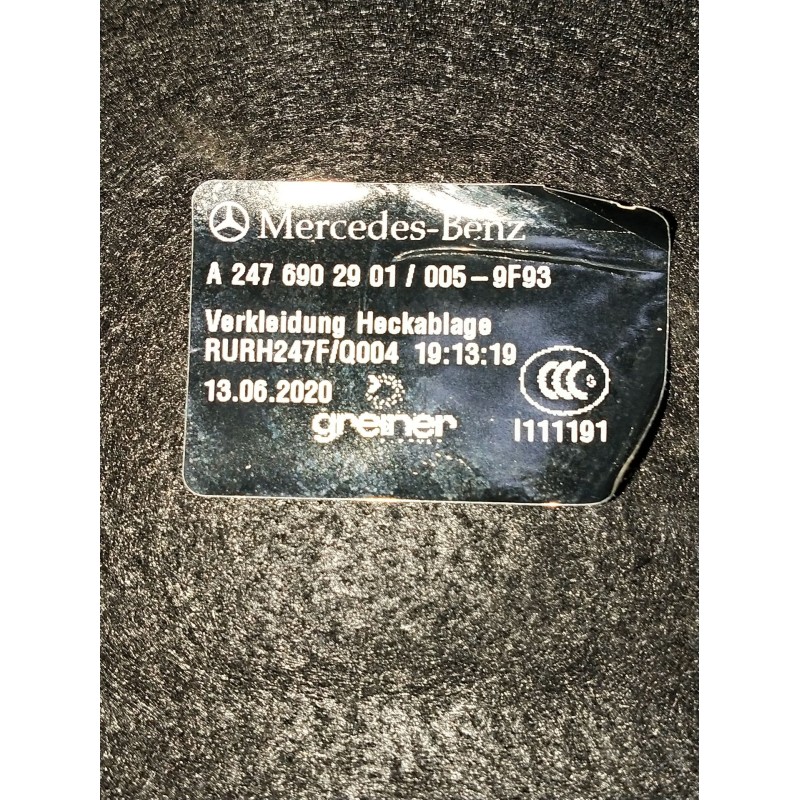 Mercedes-Benz
A 247 690 29 01 / 005 - 9F93
Verkleidung Heckablage
RURH247F/Q004 19:13:19
13.06.2020
greiner
CCC S
I111191